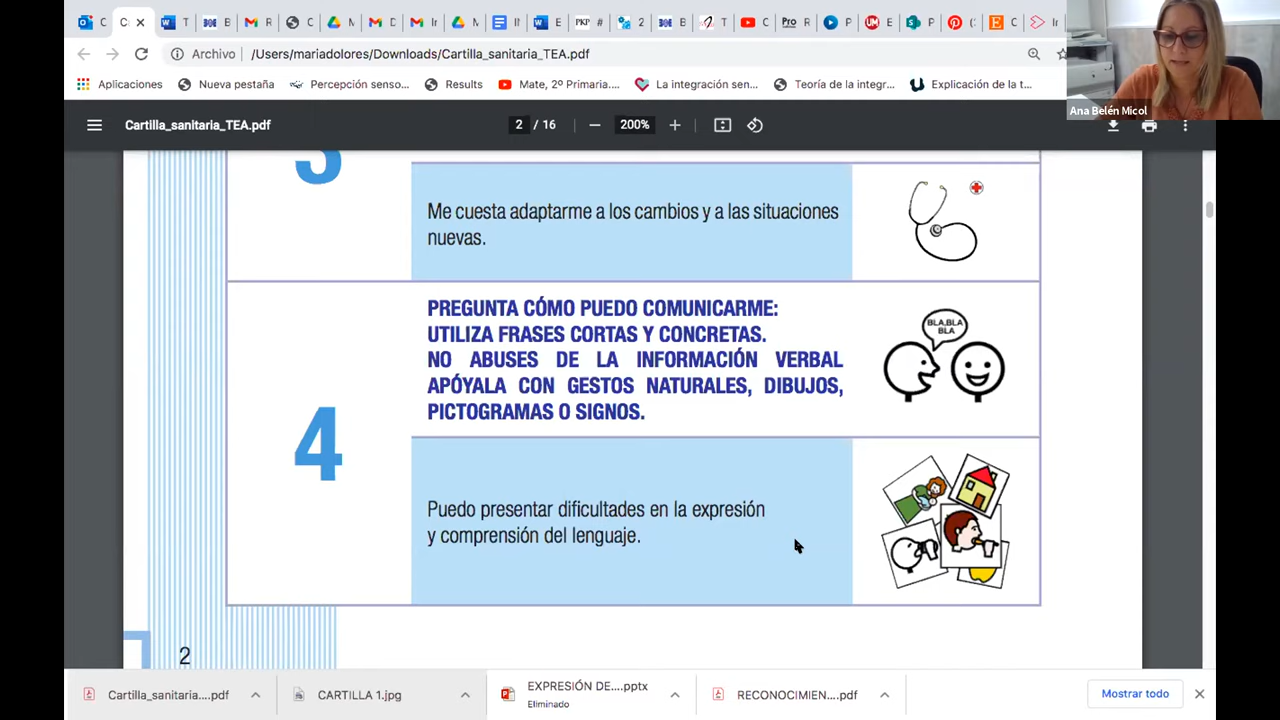 Archivo
/Users/mariadolores/Downloads/Cartilla_sanitaria_TEA.pdf
Aplicaciones
Nueva pestaña
Percepción senso...
Results
Mate, 2º Primaria....
La integración sen...
Teoría de la integr...
Explicación de la t...
Ana Belén Micol
Cartilla_sanitaria_TEA.pdf
2 / 16
200%
Me cuesta adaptarme a los cambios y a las situaciones
nuevas.
PREGUNTA CÓMO PUEDO COMUNICARME:
UTILIZA FRASES CORTAS Y CONCRETAS.
NO ABUSES DE LA INFORMACIÓN VERBAL
APÓYALA CON GESTOS NATURALES, DIBUJOS,
PICTOGRAMAS O SIGNOS.
BLA,BLA
BLA
4
Puedo presentar dificultades en la expresión
y comprensión del lenguaje.
2
Cartilla_sanitaria....pdf
CARTILLA 1.jpg
EXPRESIÓN DE....pptx
Eliminado
RECONOCIMIEN....pdf
Mostrar todo